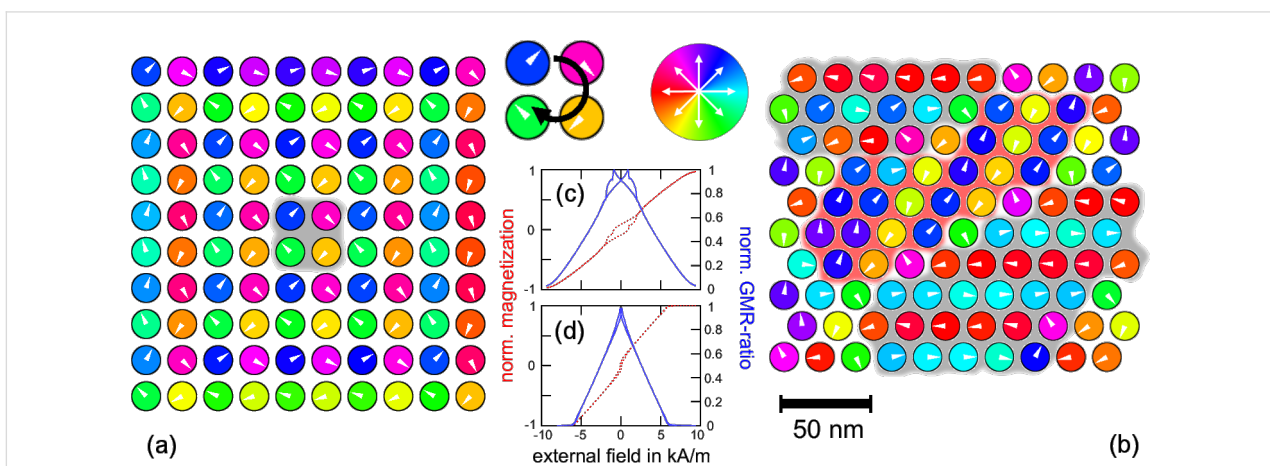 (a)
(b)
50 nm
(c)
(d)
norm. magnetization
norm. GMR-ratio
1
0
-1
1
0.8
0.6
0.4
0.2
0
1
0
-1
1
0.8
0.6
0.4
0.2
0
-10 -5 0 5 10
external field in kA/m